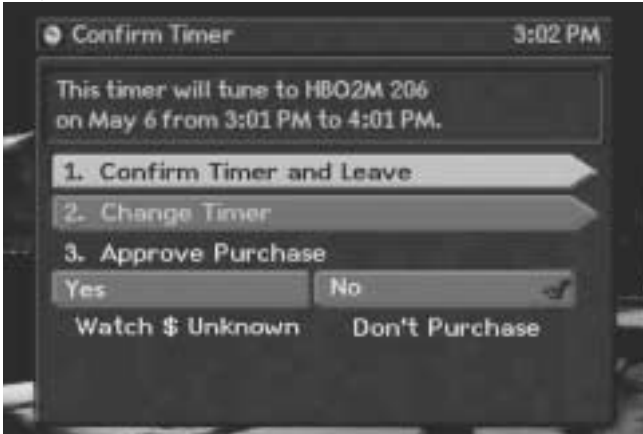 Confirm Timer 3:02 PM
This timer will tune to HBO2M 206
on May 6 from 3:01 PM to 4:01 PM.
1. Confirm Timer and Leave
2. Change Timer
3. Approve Purchase
Yes No
Watch $ Unknown Don't Purchase